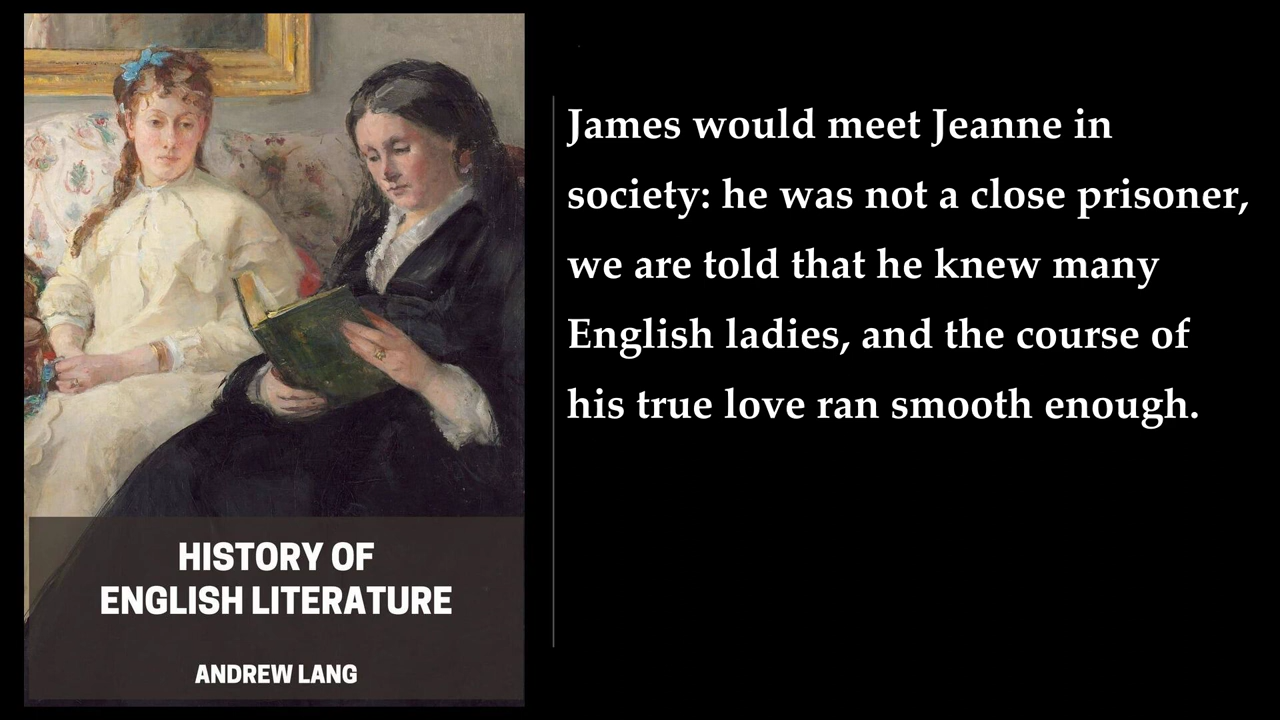 James would meet Jeanne in
society: he was not a close prisoner,
we are told that he knew many
English ladies, and the course of
his true love ran smooth enough.
HISTORY OF
ENGLISH LITERATURE
ANDREW LANG